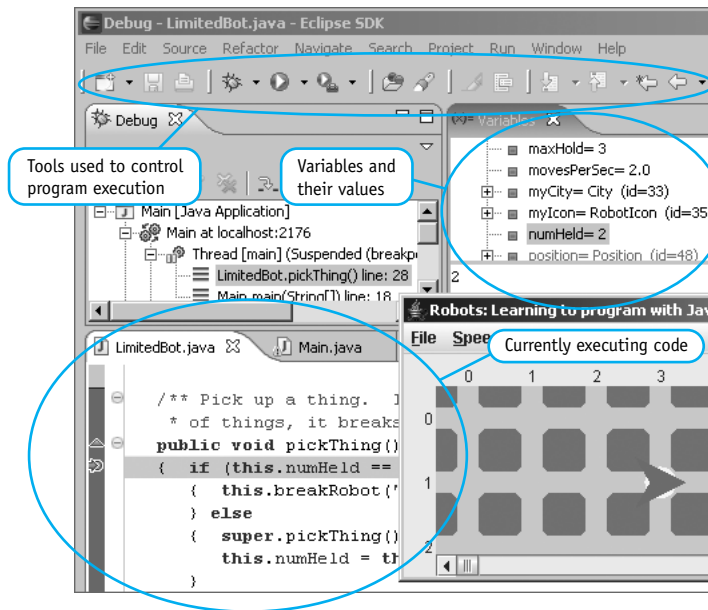 Debug - LimitedBot.java - Eclipse SDK
File Edit Source Refactor Navigate Search Project Run Window Help
Debug
(x)= Variables
Tools used to control
program execution
Variables and
their values
maxHold= 3
movesPerSec= 2.0
myCity= City (id=33)
myIcon= RobotIcon (id=35
numHeld= 2
position= Position (id=48)
2
Main [Java Application]
Main at localhost:2176
Thread [main] (Suspended (breakp
LimitedBot.pickThing() line: 28
Main.main(String[]) line: 18
Robots: Learning to program with Jav
File Spee
Currently executing code
0 1 2 3
0
1
2
LimitedBot.java Main.java
/** Pick up a thing.
* of things, it breaks
public void pickThing()
{ if (this.numHeld ==
{ this.breakRobot("
} else
{ super.pickThing()
this.numHeld = th
}